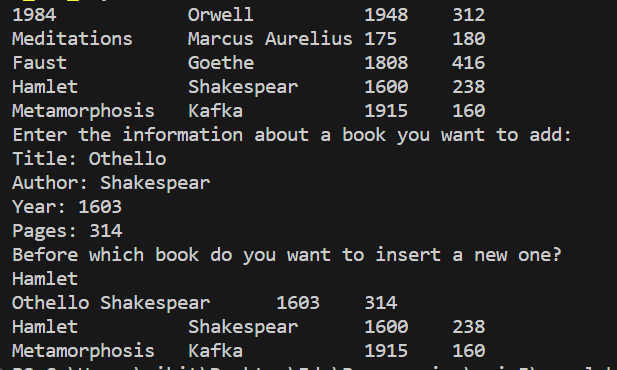 1984 Orwell 1948 312
Meditations Marcus Aurelius 175 180
Faust Goethe 1808 416
Hamlet Shakespear 1600 238
Metamorphosis Kafka 1915 160
Enter the information about a book you want to add:
Title: Othello
Author: Shakespear
Year: 1603
Pages: 314
Before which book do you want to insert a new one?
Hamlet
Othello Shakespear 1603 314
Hamlet Shakespear 1600 238
Metamorphosis Kafka 1915 160